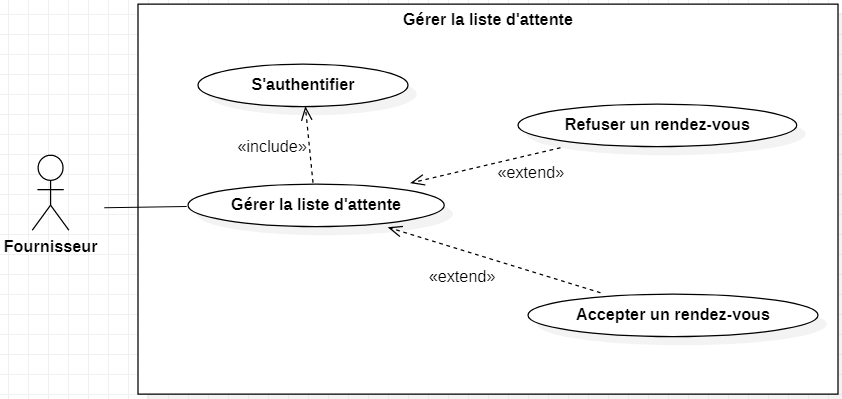 Gérer la liste d'attente
S'authentifier
Refuser un rendez-vous
«include»
«extend»
Gérer la liste d'attente
Fournisseur
«extend»
Accepter un rendez-vous